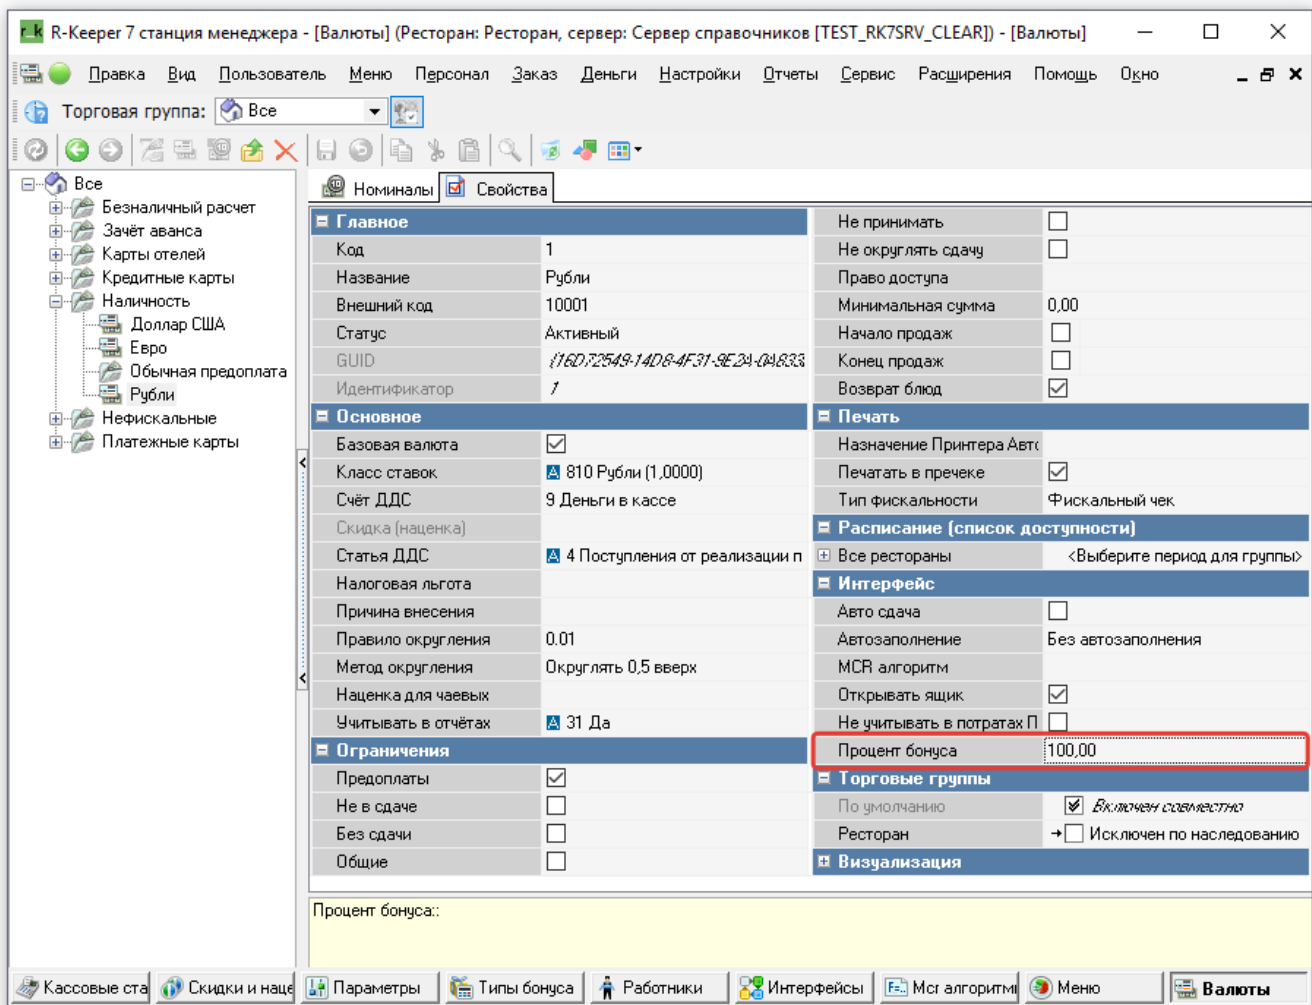 R-Keeper 7 станция менеджера - [Валюты] (Ресторан: Ресторан, сервер: Сервер справочников [TEST_RK7SRV_CLEAR]) - [Валюты]
Правка Вид Пользователь Меню Персонал Заказ Деньги Настройки Отчеты Сервис Расширения Помощь Окно
Торговая группа: Все
Все
Безналичный расчет
Зачёт аванса
Карты отелей
Кредитные карты
Наличность
Доллар США
Евро
Обычная предоплата
Рубли
Нефискальные
Платежные карты
Номиналы Свойства
Главное
Код 1
Название Рубли
Внешний код 10001
Статус Активный
GUID {16D72549-14D8-4F31-9E2A-0A833
Идентификатор 1
Основное
Базовая валюта
Класс ставок 810 Рубли (1,0000)
Счёт ДДС 9 Деньги в кассе
Скидка (наценка)
Статья ДДС 4 Поступления от реализации п
Налоговая льгота
Причина внесения
Правило округления 0.01
Метод округления Округлять 0,5 вверх
Наценка для чаевых
Учитывать в отчётах 31 Да
Ограничения
Предоплаты
Не в сдаче
Без сдачи
Общие
Не принимать
Не округлять сдачу
Право доступа
Минимальная сумма 0,00
Начало продаж
Конец продаж
Возврат блюд
Печать
Назначение Принтера Авто
Печатать в пречеке
Тип фискальности Фискальный чек
Расписание (список доступности)
Все рестораны <Выберите период для группы>
Интерфейс
Авто сдача
Автозаполнение Без автозаполнения
MCR алгоритм
Открывать ящик
Не учитывать в потратах П
Процент бонуса 100,00
Торговые группы
По умолчанию Включен совместно
Ресторан Исключен по наследованию
Визуализация
Процент бонуса::
Кассовые ста Скидки и наце Параметры Типы бонуса Работники Интерфейсы Mcr алгоритмы Меню Валюты